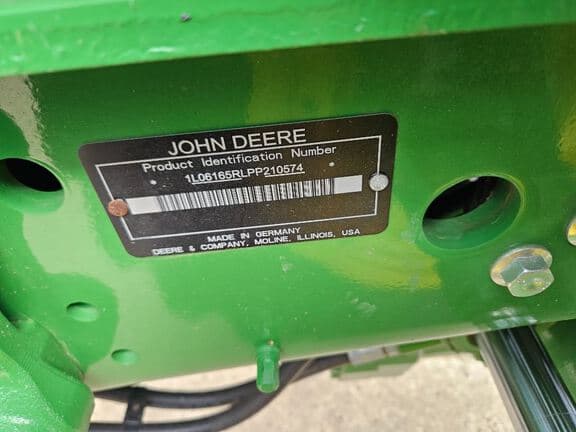 JOHN DEERE
Product Identification Number
* 1L06165RLPP210574 *
MADE IN GERMANY
DEERE & COMPANY, MOLINE, ILLINOIS, USA